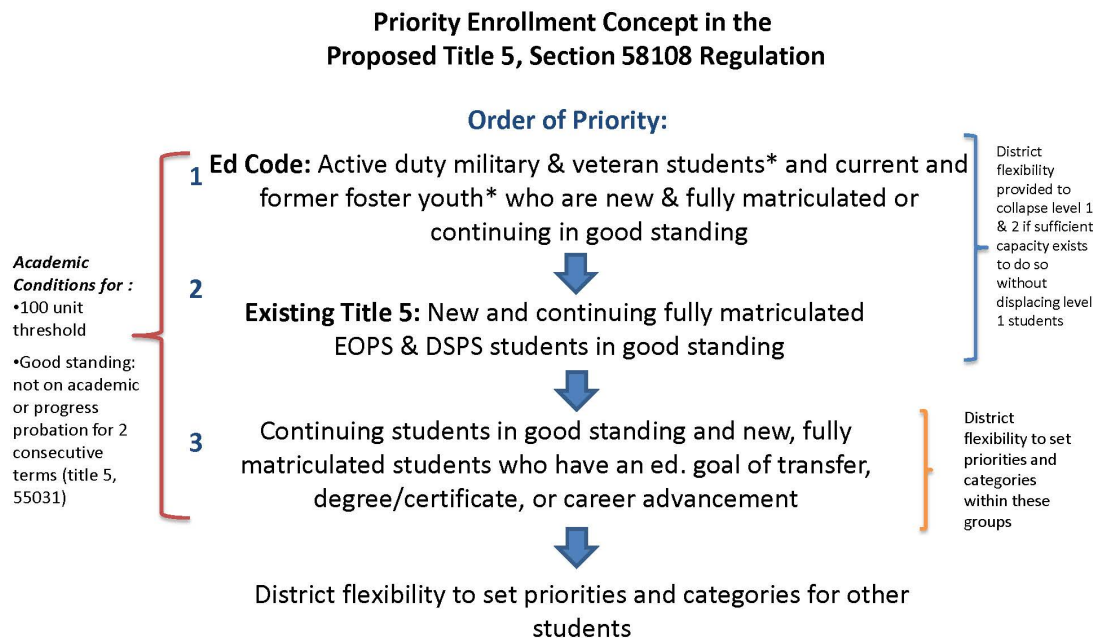 Priority Enrollment Concept in the
Proposed Title 5, Section 58108 Regulation
Order of Priority:
1
Ed Code: Active duty military & veteran students* and current and
former foster youth* who are new & fully matriculated or
continuing in good standing
2
Existing Title 5: New and continuing fully matriculated
EOPS & DSPS students in good standing
3
Continuing students in good standing and new, fully
matriculated students who have an ed. goal of transfer,
degree/certificate, or career advancement
District flexibility to set priorities and categories for other
students
Academic
Conditions for :
•100 unit
threshold
•Good standing:
not on academic
or progress
probation for 2
consecutive
terms (title 5,
55031)
District
flexibility
provided to
collapse level 1
& 2 if sufficient
capacity exists
to do so
without
displacing level
1 students
District
flexibility to set
priorities and
categories
within these
groups